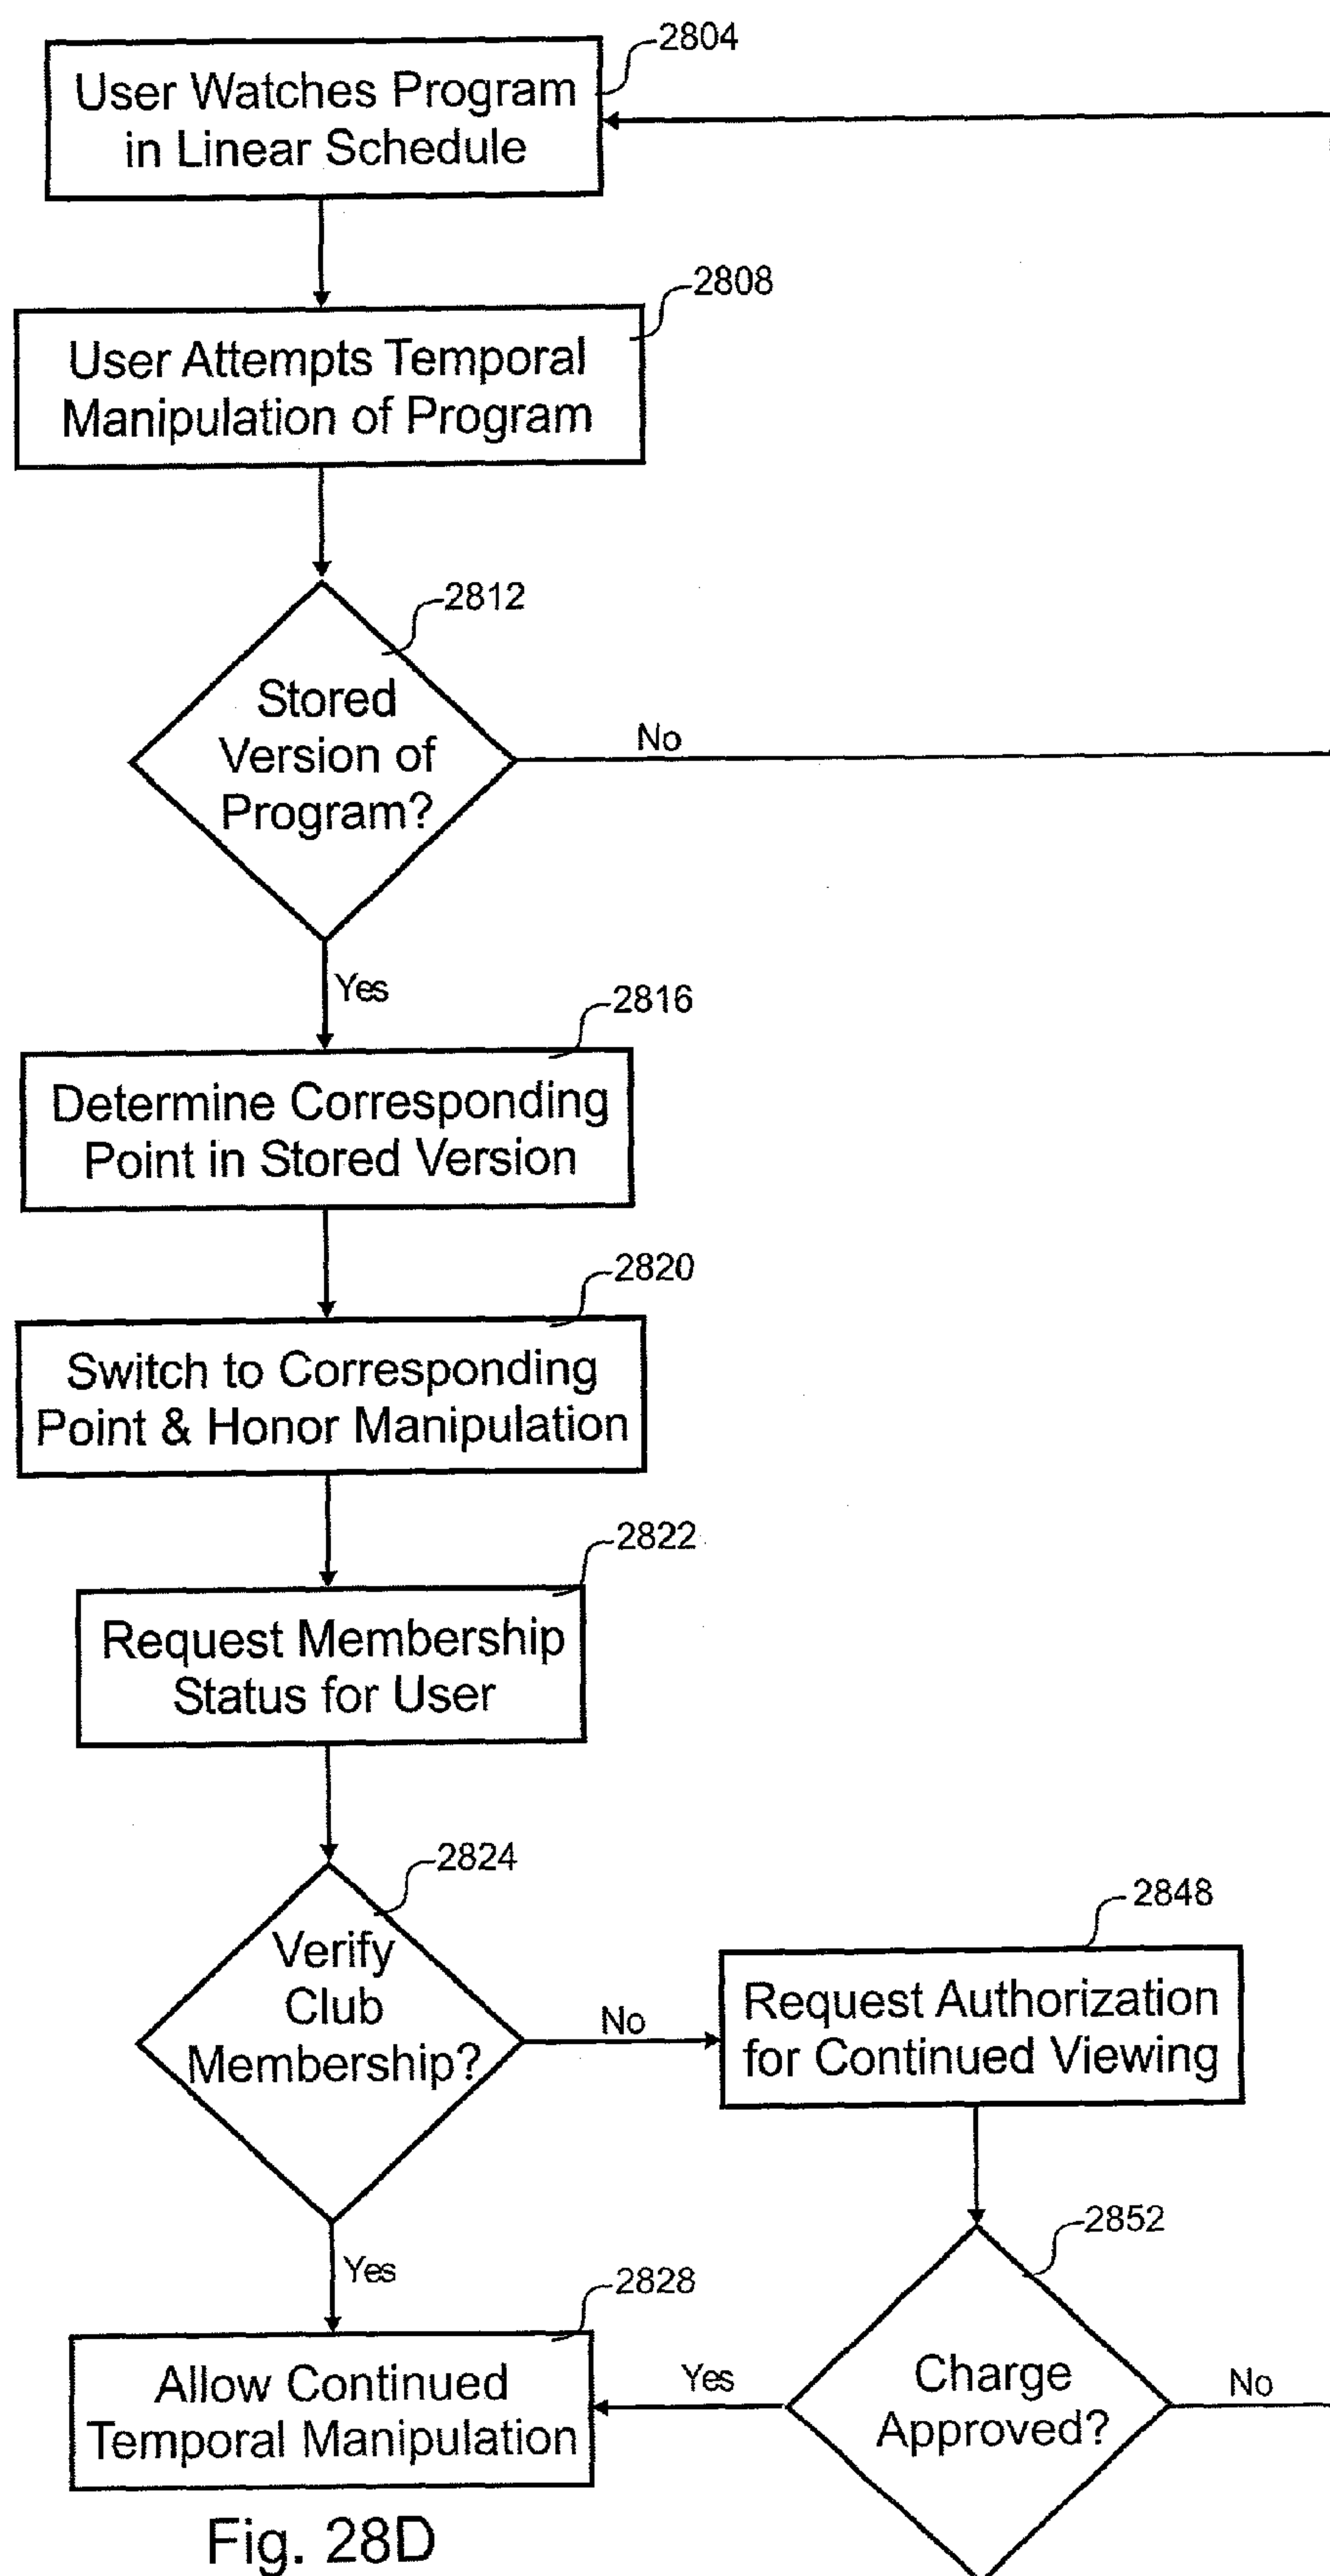 2804
User Watches Program
in Linear Schedule
2808
User Attempts Temporal
Manipulation of Program
2812
Stored
Version of
Program?
No
Yes
2816
Determine Corresponding
Point in Stored Version
2820
Switch to Corresponding
Point & Honor Manipulation
2822
Request Membership
Status for User
2824
Verify
Club
Membership?
No
2848
Request Authorization
for Continued Viewing
Yes
2852
2828
Allow Continued
Temporal Manipulation
Yes
Charge
Approved?
No
Fig. 28D